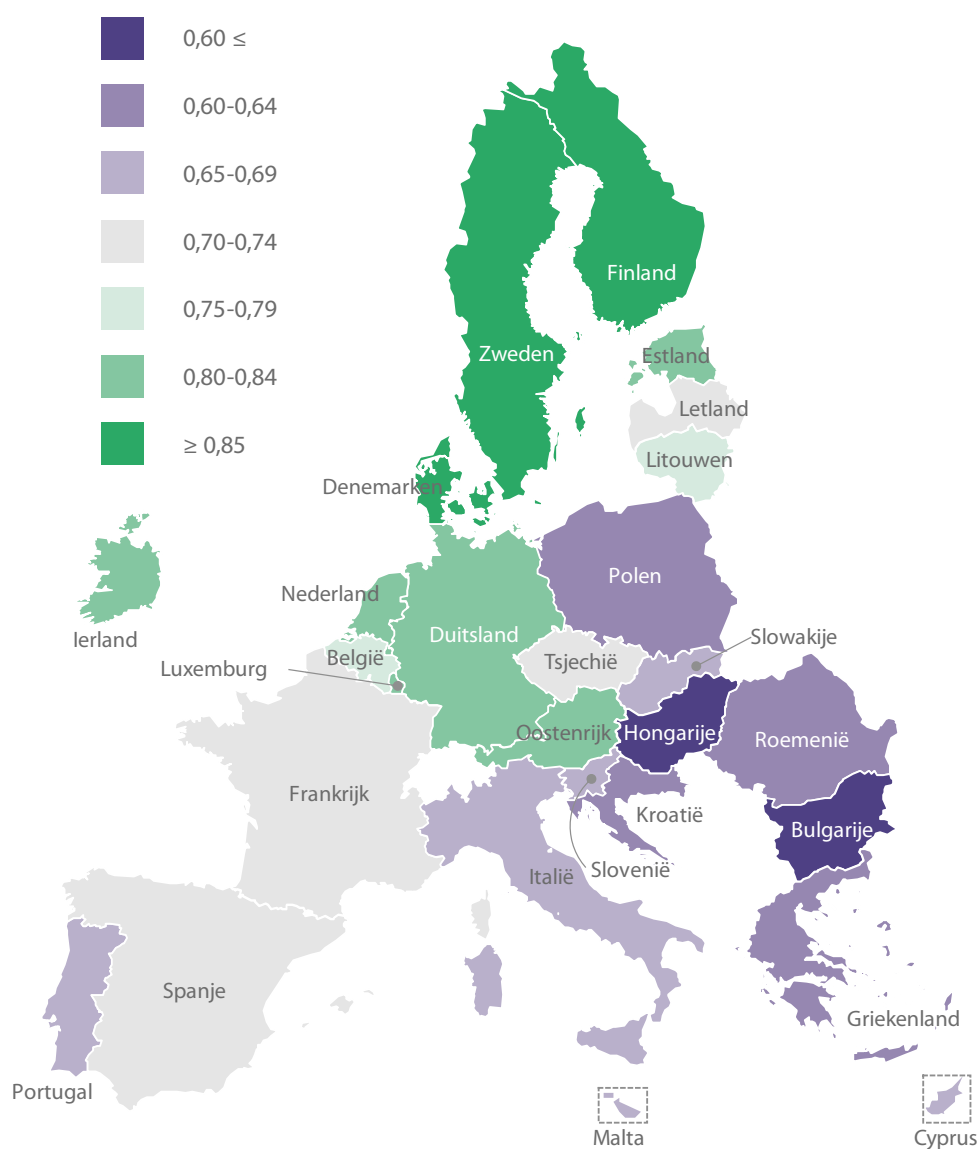 0,60 ≤
0,60-0,64
0,65-0,69
0,70-0,74
0,75-0,79
0,80-0,84
≥ 0,85
Finland
Zweden
Estland
Letland
Litouwen
Denemarken
Polen
Nederland
Ierland
Duitsland
Slowakije
België
Tsjechië
Luxemburg
Oostenrijk
Hongarije
Roemenië
Frankrijk
Kroatië
Bulgarije
Slovenië
Italië
Spanje
Griekenland
Portugal
Malta
Cyprus